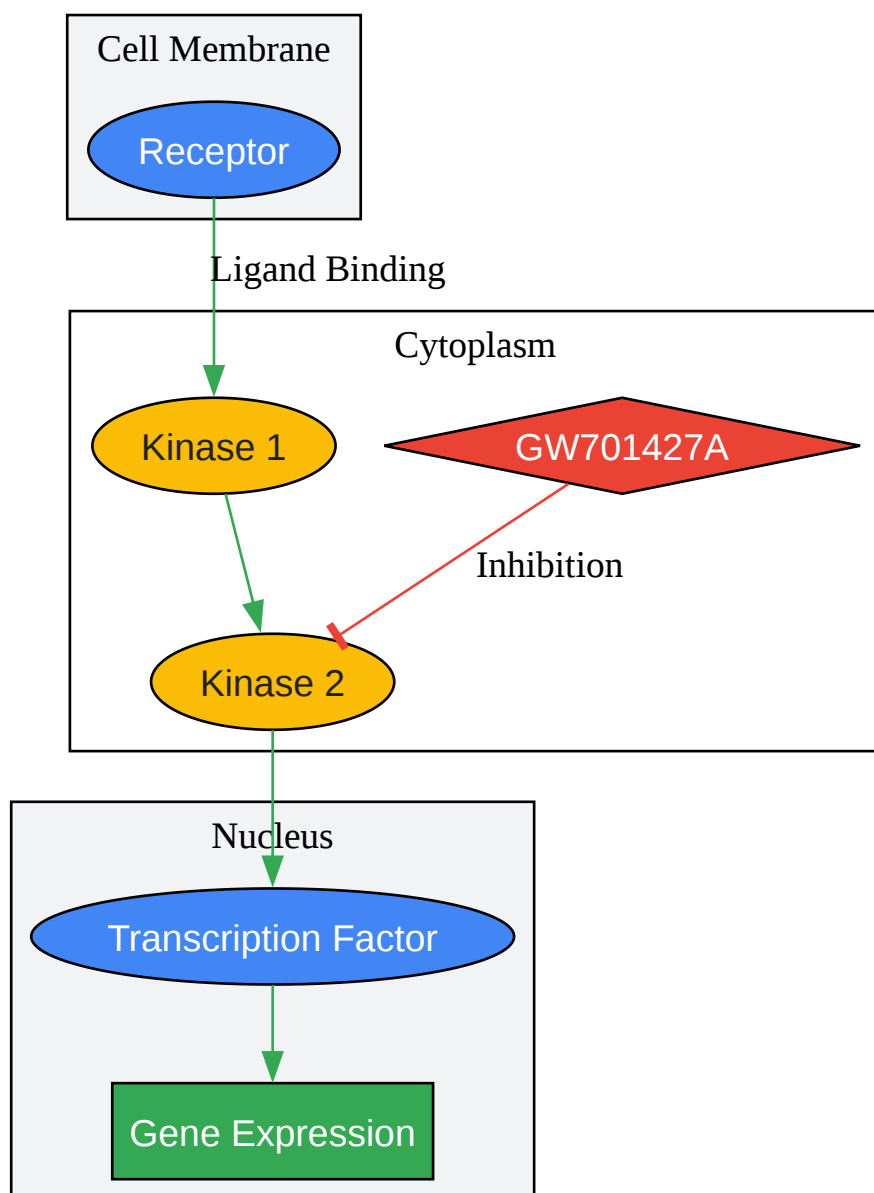 Cell Membrane
Receptor
Ligand Binding
Cytoplasm
Kinase 1
GW701427A
Inhibition
Kinase 2
Nucleus
Transcription Factor
Gene Expression